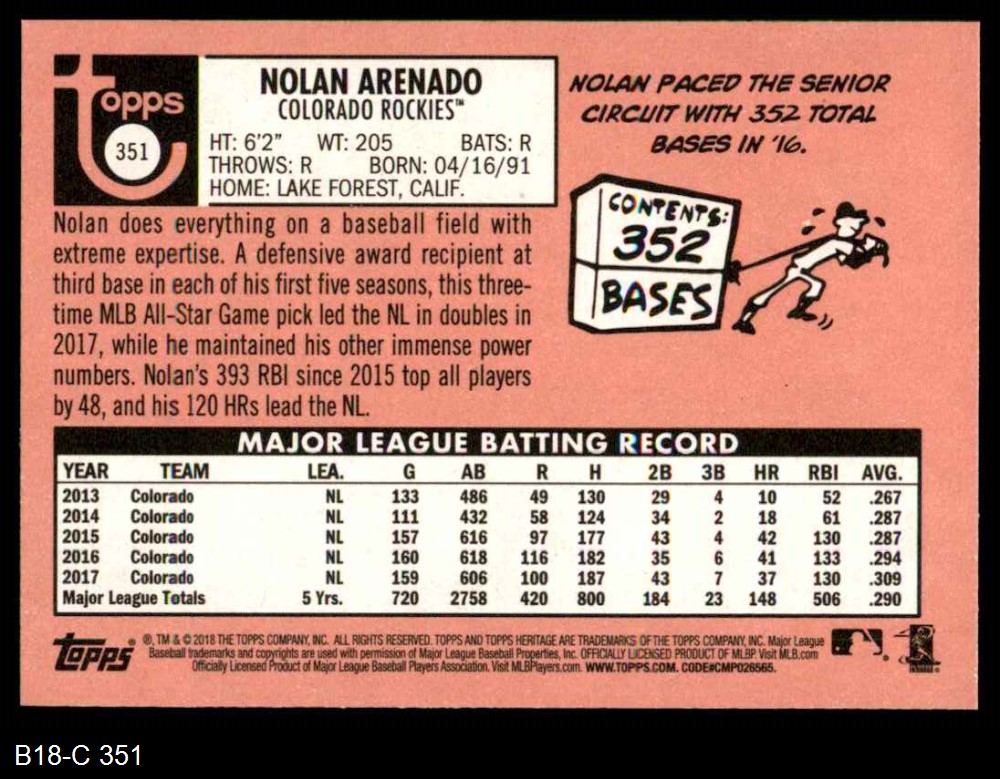 Topps
351
NOLAN ARENADO
COLORADO ROCKIES™
HT: 6'2" WT: 205 BATS: R
THROWS: R BORN: 04/16/91
HOME: LAKE FOREST, CALIF.
NOLAN PACED THE SENIOR
CIRCUIT WITH 352 TOTAL
BASES IN '16.
CONTENTS:
352
BASES
Nolan does everything on a baseball field with
extreme expertise. A defensive award recipient at
third base in each of his first five seasons, this three-
time MLB All-Star Game pick led the NL in doubles in
2017, while he maintained his other immense power
numbers. Nolan's 393 RBI since 2015 top all players
by 48, and his 120 HRs lead the NL.
MAJOR LEAGUE BATTING RECORD
YEAR TEAM LEA. G AB R H 2B 3B HR RBI AVG.
2013 Colorado NL 133 486 49 130 29 4 10 52 .267
2014 Colorado NL 111 432 58 124 34 2 18 61 .287
2015 Colorado NL 157 616 97 177 43 4 42 130 .287
2016 Colorado NL 160 618 116 182 35 6 41 133 .294
2017 Colorado NL 159 606 100 187 43 7 37 130 .309
Major League Totals 5 Yrs. 720 2758 420 800 184 23 148 506 .290
Topps ®, TM & © 2018 THE TOPPS COMPANY, INC. ALL RIGHTS RESERVED. TOPPS AND TOPPS HERITAGE ARE TRADEMARKS OF THE TOPPS COMPANY, INC. Major League
Baseball trademarks and copyrights are used with permission of Major League Baseball Properties, Inc. OFFICIALLY LICENSED PRODUCT OF MLBP. Visit MLB.com
Officially Licensed Product of Major League Baseball Players Association. Visit MLBPlayers.com. WWW.TOPPS.COM. CODE#CMP026565.
B18-C 351